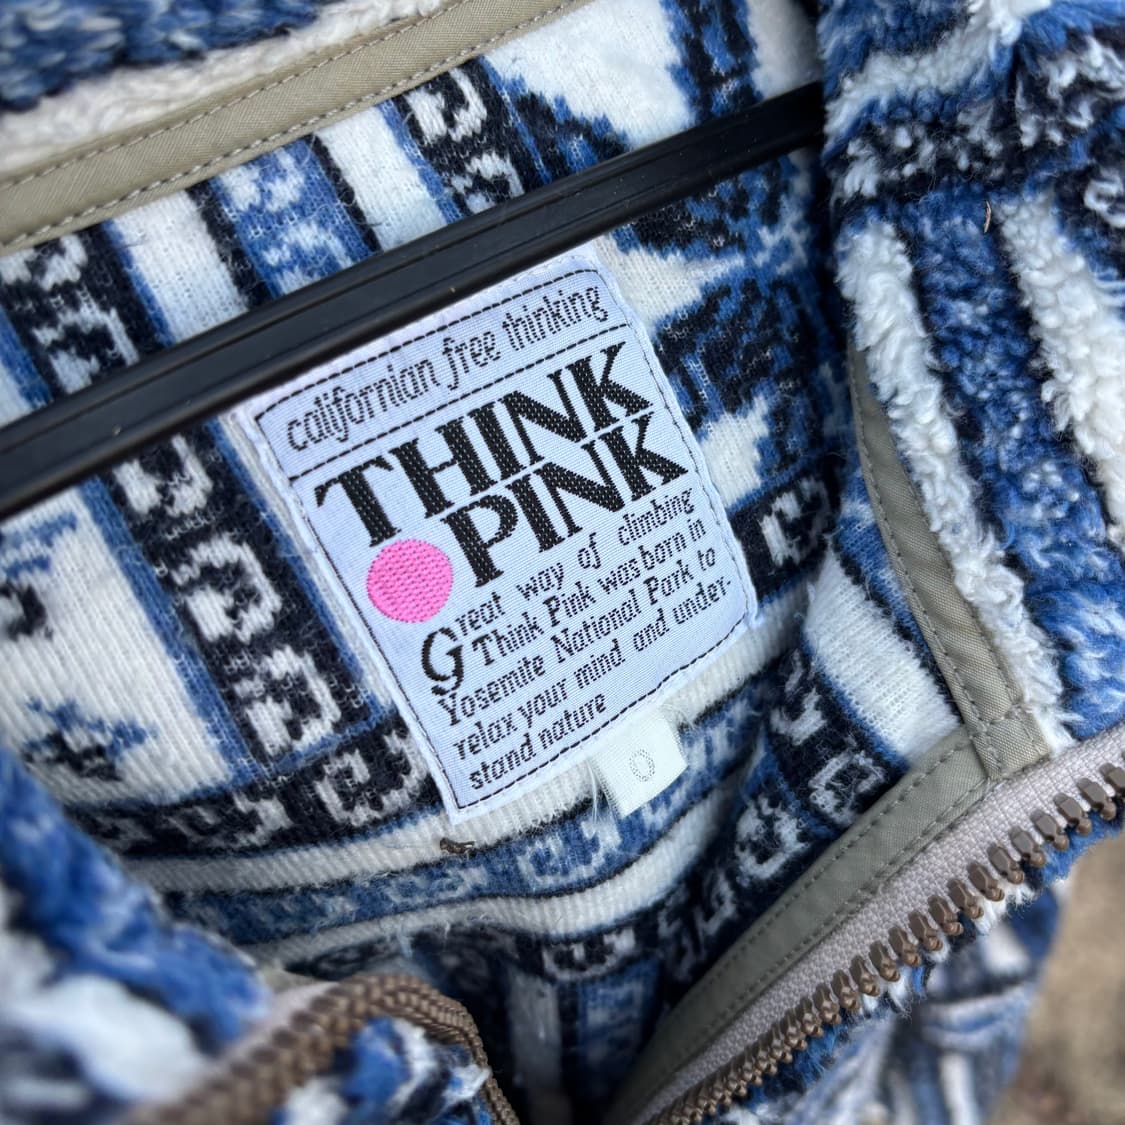 californian free thinking
THINK
PINK
Great way of climbing
Think Pink was born in
Yosemite National Park to
relax your mind and under-
stand nature
0